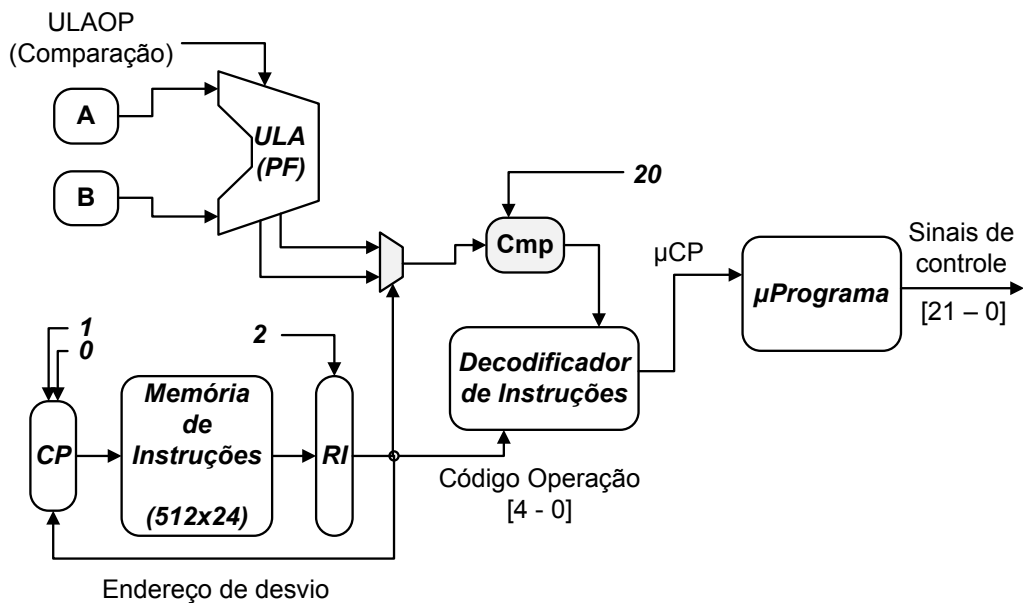 ULAOP
(Comparação)
A
ULA
(PF)
B
20
Cmp
µCP
Sinais de
controle
µPrograma
[21 – 0]
1
0
2
Decodificador
de Instruções
Memória
de
Instruções
(512x24)
CP
RI
Código Operação
[4 - 0]
Endereço de desvio